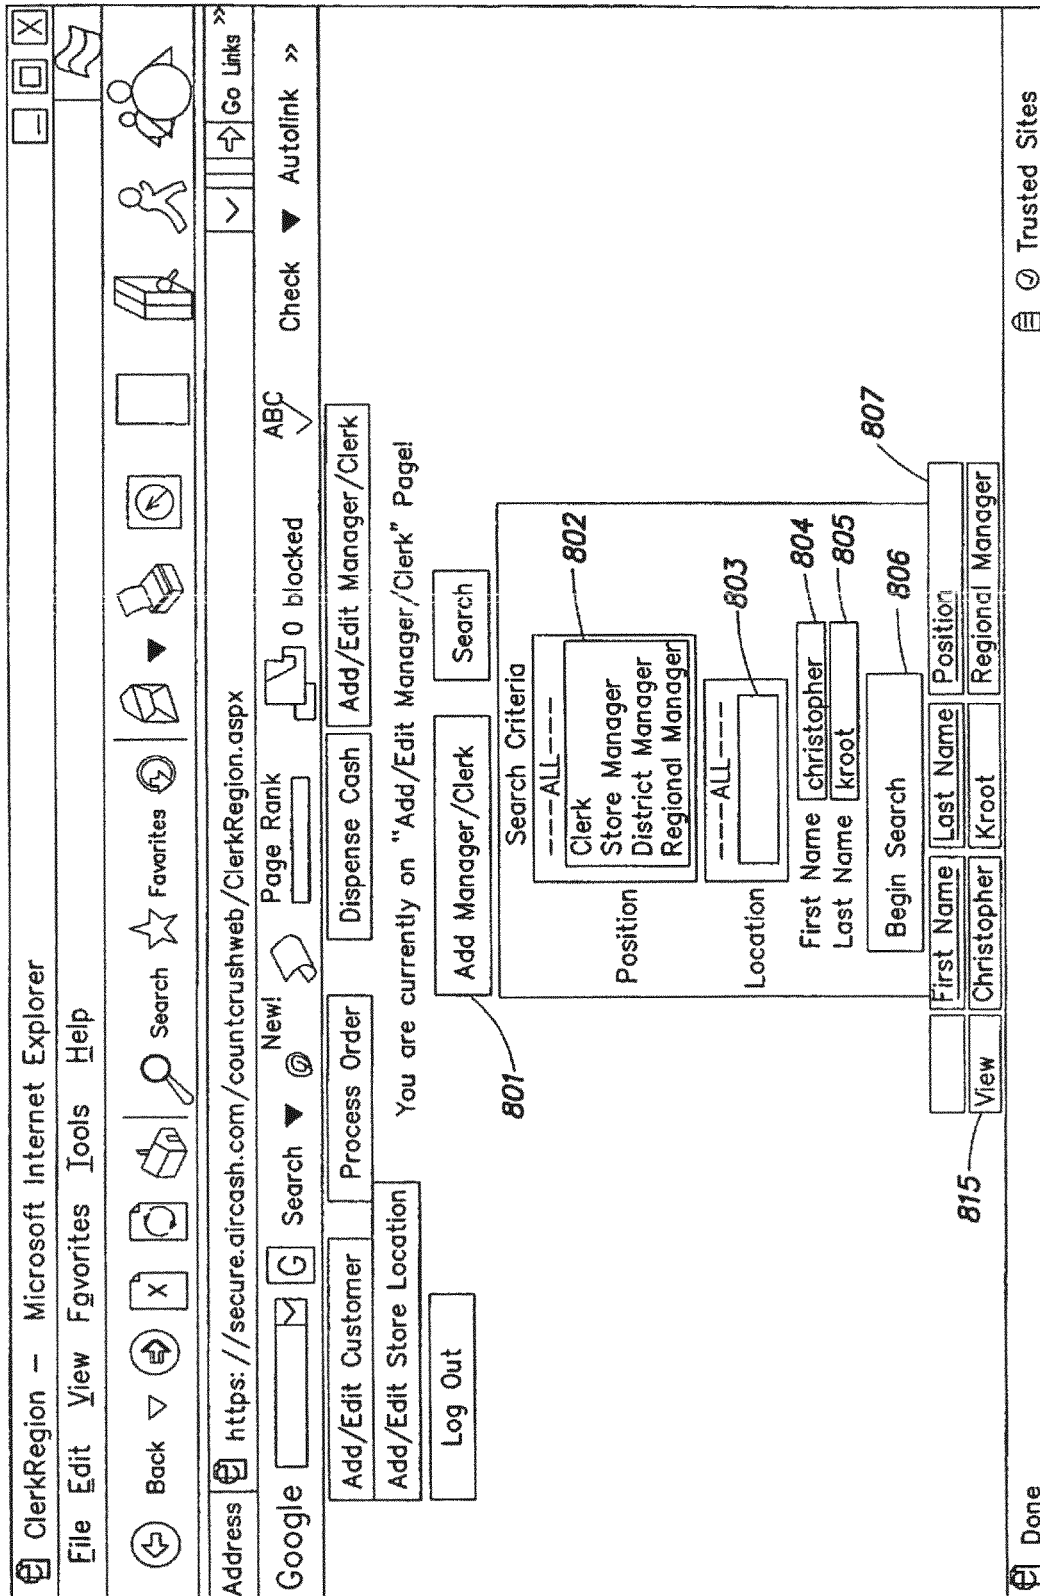 ClerkRegion – Microsoft Internet Explorer
File Edit View Favorites Tools Help
Back Search Favorites
Address https://secure.aircash.com/countcrushweb/ClerkRegion.aspx Go Links »
Google G Search New! Page Rank 0 blocked ABC Check Autolink »
Add/Edit Customer Process Order Dispense Cash Add/Edit Manager/Clerk
Add/Edit Store Location
You are currently on "Add/Edit Manager/Clerk" Page!
Log Out
Add Manager/Clerk Search
801
Search Criteria
Position ----ALL----
Clerk
Store Manager
District Manager
Regional Manager
802
Location ----ALL----
803
First Name christopher 804
Last Name kroot 805
Begin Search 806
First Name Last Name Position 807
815 View Christopher Kroot Regional Manager
Done Trusted Sites